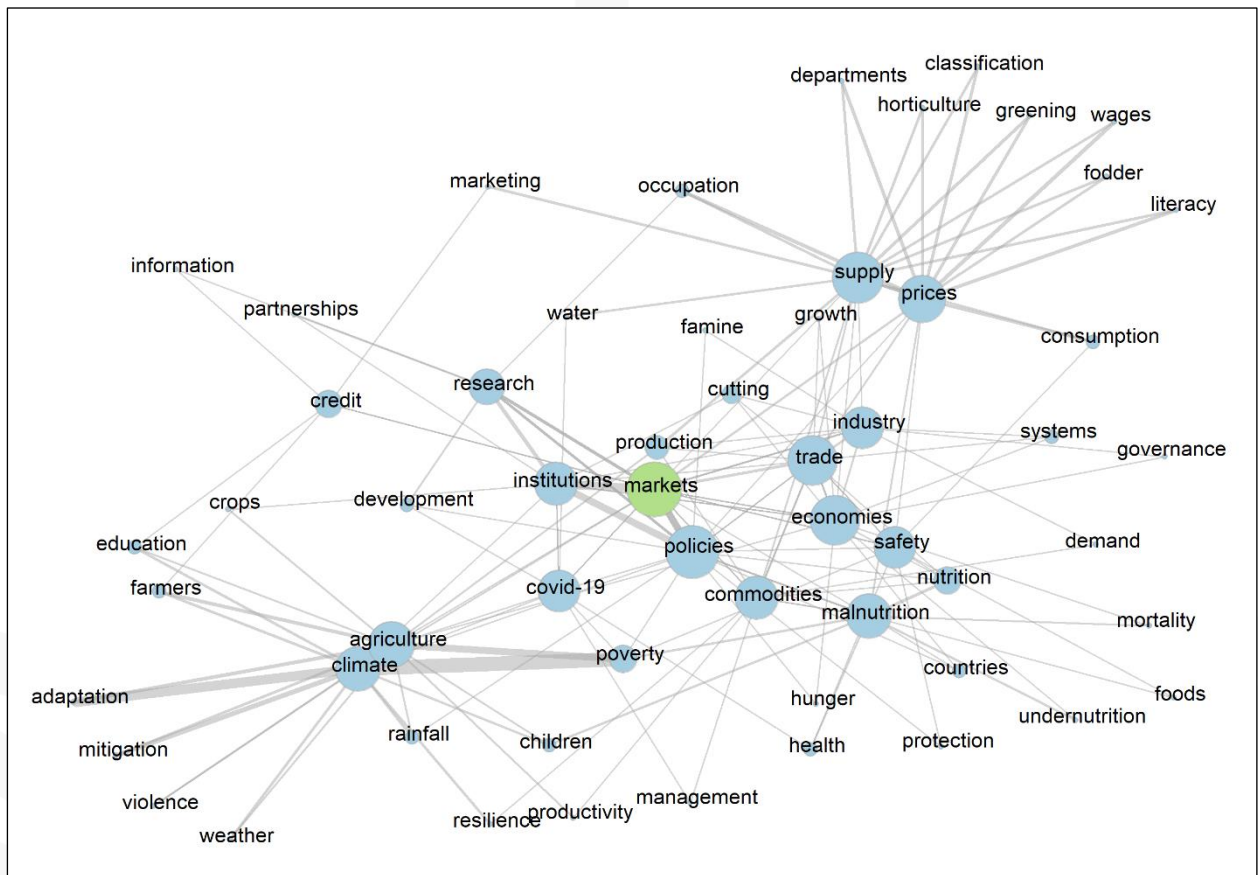 classification
departments
horticulture
greening
wages
fodder
marketing
occupation
literacy
information
supply
prices
partnerships
water
famine
growth
consumption
research
cutting
credit
industry
systems
production
trade
governance
institutions
markets
crops
development
economies
education
policies
safety
demand
farmers
covid-19
commodities
nutrition
malnutrition
mortality
agriculture
climate
poverty
countries
adaptation
hunger
foods
undernutrition
mitigation
rainfall
children
health
protection
violence
management
weather
resilience
productivity